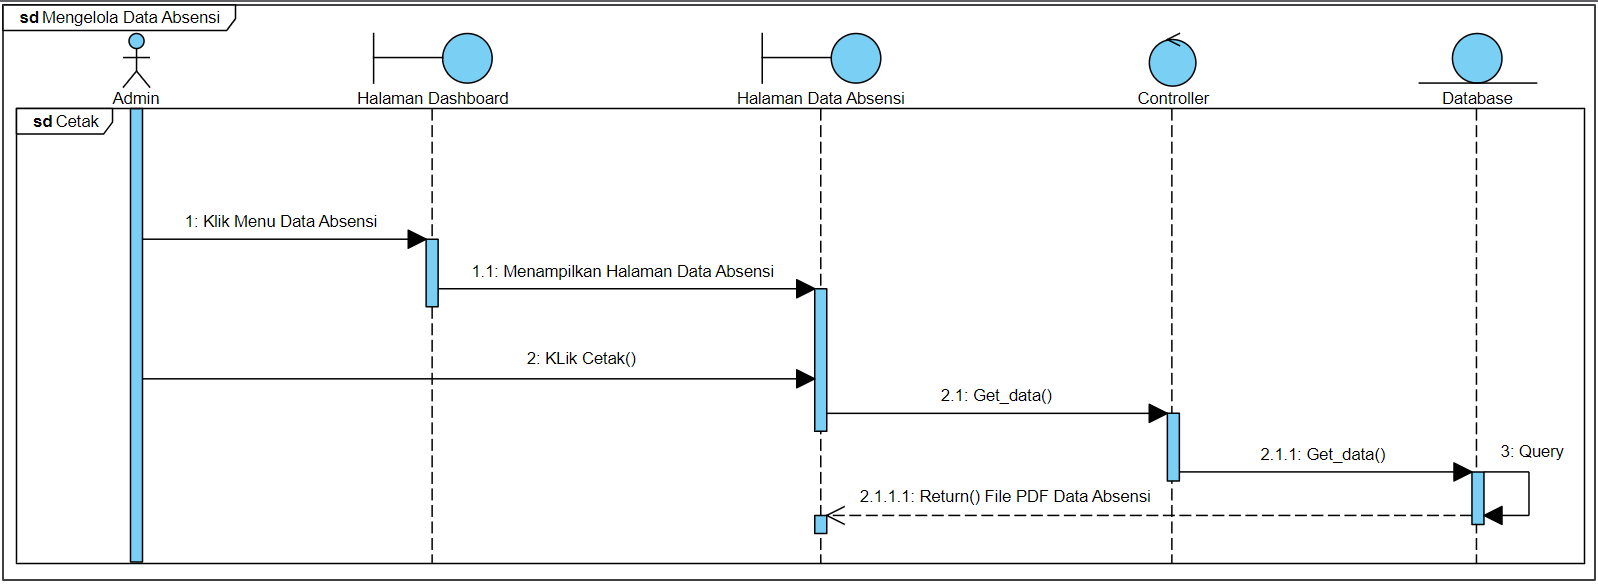 sd Mengelola Data Absensi
Admin
Halaman Dashboard
Halaman Data Absensi
Controller
Database
sd Cetak
1: Klik Menu Data Absensi
1.1: Menampilkan Halaman Data Absensi
2: KLik Cetak()
2.1: Get_data()
2.1.1: Get_data()
3: Query
2.1.1.1: Return() File PDF Data Absensi